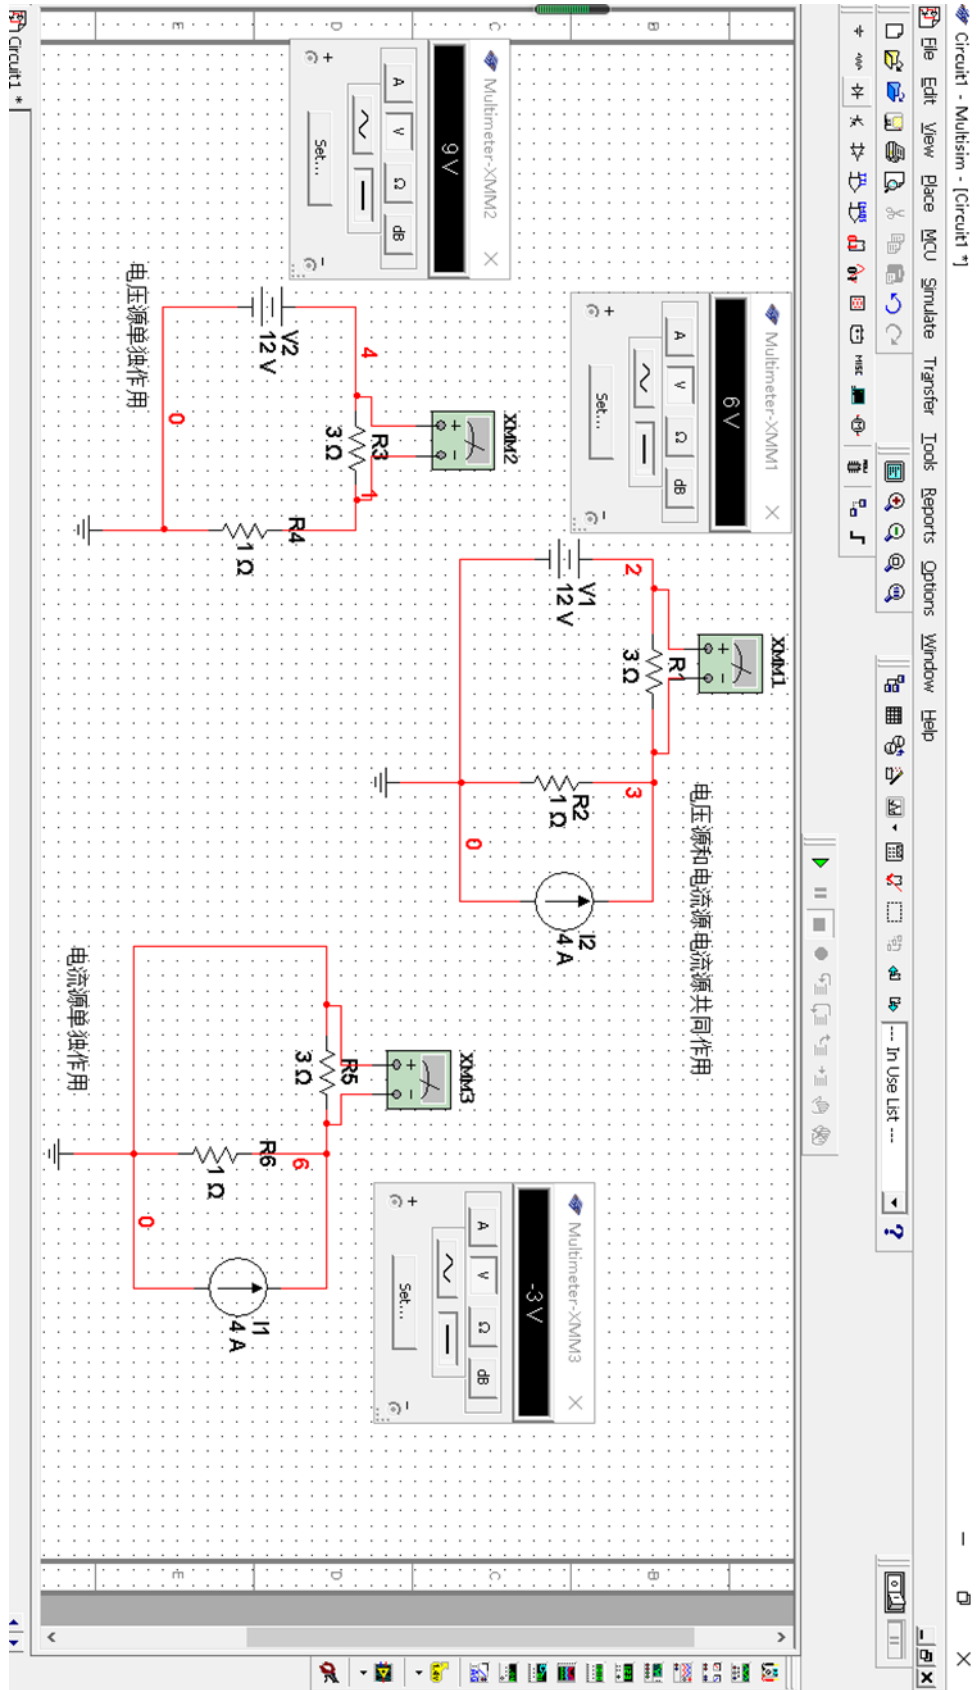 Circuit1 - Multisim - [Circuit1 *]
File Edit View Place MCU Simulate Transfer Tools Reports Options Window Help
--- In Use List ---
Multimeter-XMM1
6 V
A V Ω dB
Set...
+ -
XMM1
+ -
电压源和电流源电流源共同作用
2
R1
3 Ω
3
V1
12 V
R2
1 Ω
I2
4 A
0
Multimeter-XMM2
9 V
A V Ω dB
Set...
+ -
XMM2
+ -
4
R3
3 Ω
1
V2
12 V
R4
1 Ω
0
电压源单独作用
XMM3
+ -
R5
3 Ω
6
R6
1 Ω
I1
4 A
0
电流源单独作用
Multimeter-XMM3
-3 V
A V Ω dB
Set...
+ -
B
C
D
E
B
C
D
E
Circuit1 *